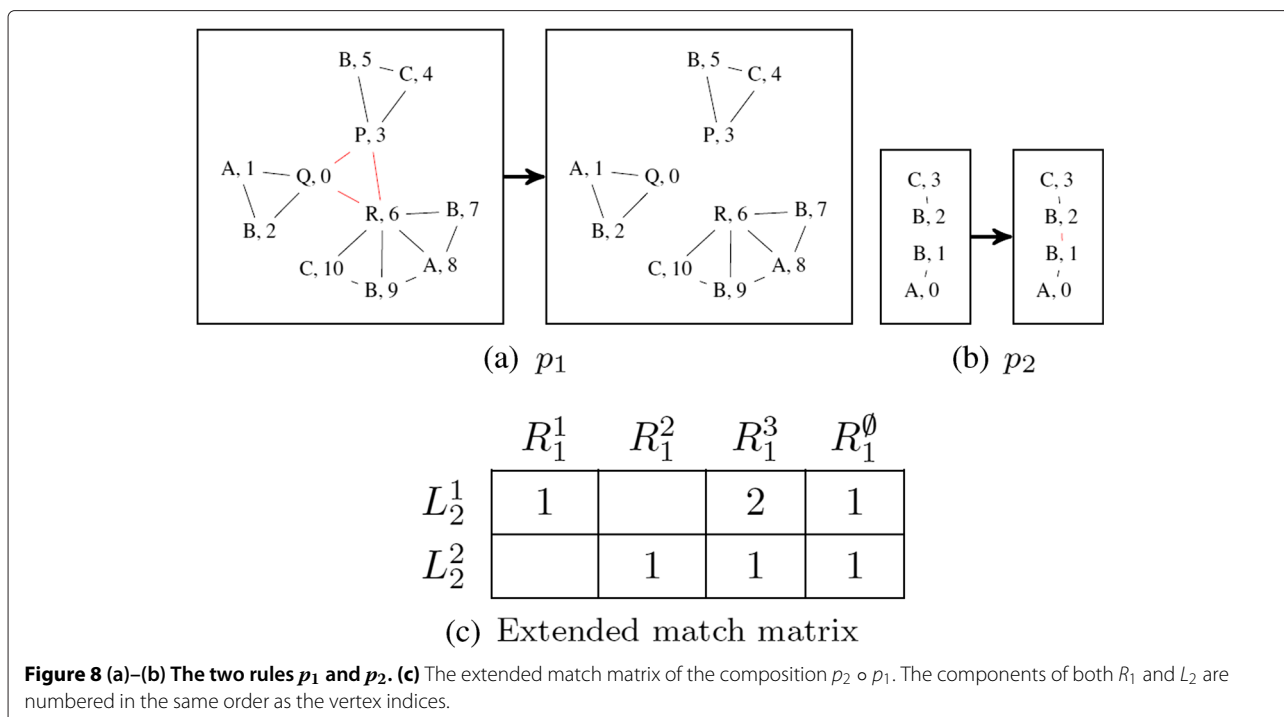 B, 5
C, 4
P, 3
A, 1
Q, 0
B, 2
R, 6
B, 7
C, 10
A, 8
B, 9
B, 5
C, 4
P, 3
A, 1
Q, 0
B, 2
R, 6
B, 7
C, 10
A, 8
B, 9
(a) p₁
C, 3
B, 2
B, 1
A, 0
C, 3
B, 2
B, 1
A, 0
(b) p₂
R₁¹ R₁² R₁³ R₁^∅
L₂¹ 1 2 1
L₂² 1 1 1
(c) Extended match matrix
Figure 8 (a)–(b) The two rules p₁ and p₂. (c) The extended match matrix of the composition p₂ ∘ p₁. The components of both R₁ and L₂ are
numbered in the same order as the vertex indices.